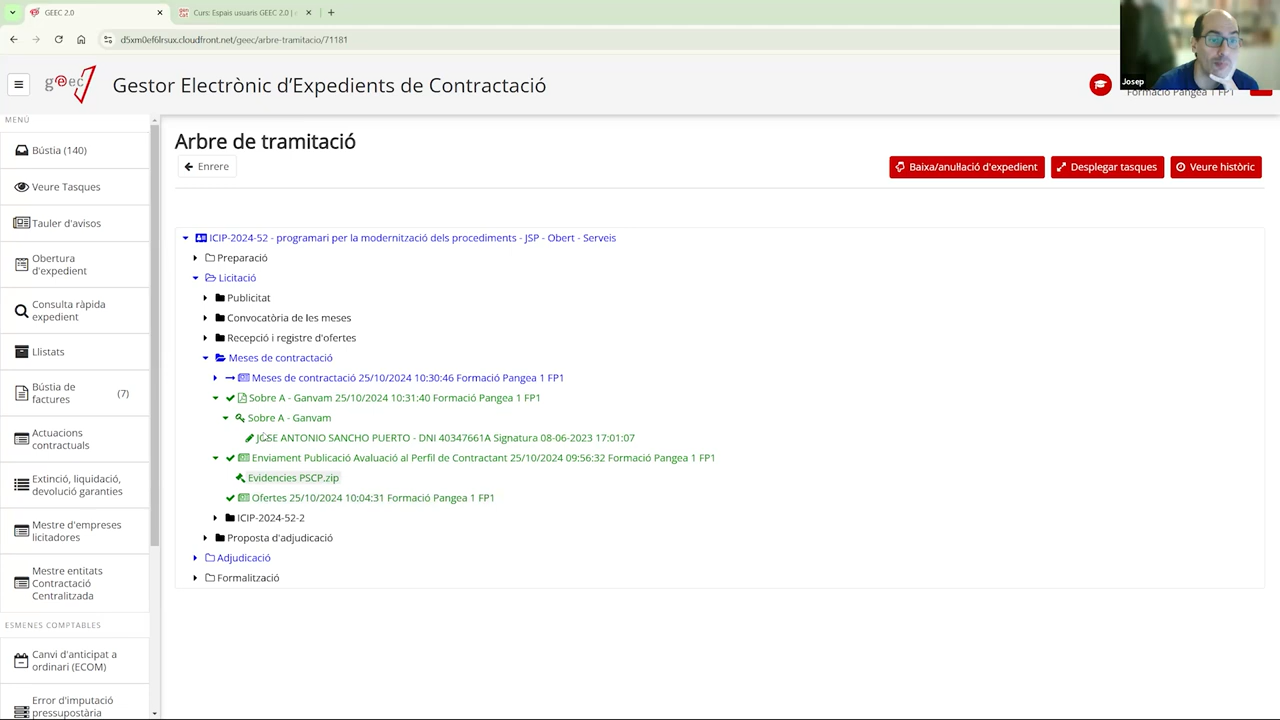 GEEC 2.0
Curs: Espais usuaris GEEC 2.0 | c
d5xm0ef6lrsux.cloudfront.net/geec/arbre-tramitacio/71181
Josep
geec
Gestor Electrònic d'Expedients de Contractació
Formació Pangea 1 FP1
MENÚ
Bústia (140)
Veure Tasques
Tauler d'avisos
Obertura
d'expedient
Consulta ràpida
expedient
Llistats
Bústia de
factures
(7)
Actuacions
contractuals
Extinció, liquidació,
devolució garanties
Mestre d'empreses
licitadores
Mestre entitats
Contractació
Centralitzada
ESMENES COMPTABLES
Canvi d'anticipat a
ordinari (ECOM)
Error d'imputació
pressupostària
Arbre de tramitació
Enrere
Baixa/anul·lació d'expedient
Desplegar tasques
Veure històric
ICIP-2024-52 - programari per la modernització dels procediments - JSP - Obert - Serveis
Preparació
Licitació
Publicitat
Convocatòria de les meses
Recepció i registre d'ofertes
Meses de contractació
Meses de contractació 25/10/2024 10:30:46 Formació Pangea 1 FP1
Sobre A - Ganvam 25/10/2024 10:31:40 Formació Pangea 1 FP1
Sobre A - Ganvam
JOSE ANTONIO SANCHO PUERTO - DNI 40347661A Signatura 08-06-2023 17:01:07
Enviament Publicació Avaluació al Perfil de Contractant 25/10/2024 09:56:32 Formació Pangea 1 FP1
Evidencies PSCP.zip
Ofertes 25/10/2024 10:04:31 Formació Pangea 1 FP1
ICIP-2024-52-2
Proposta d'adjudicació
Adjudicació
Formalització